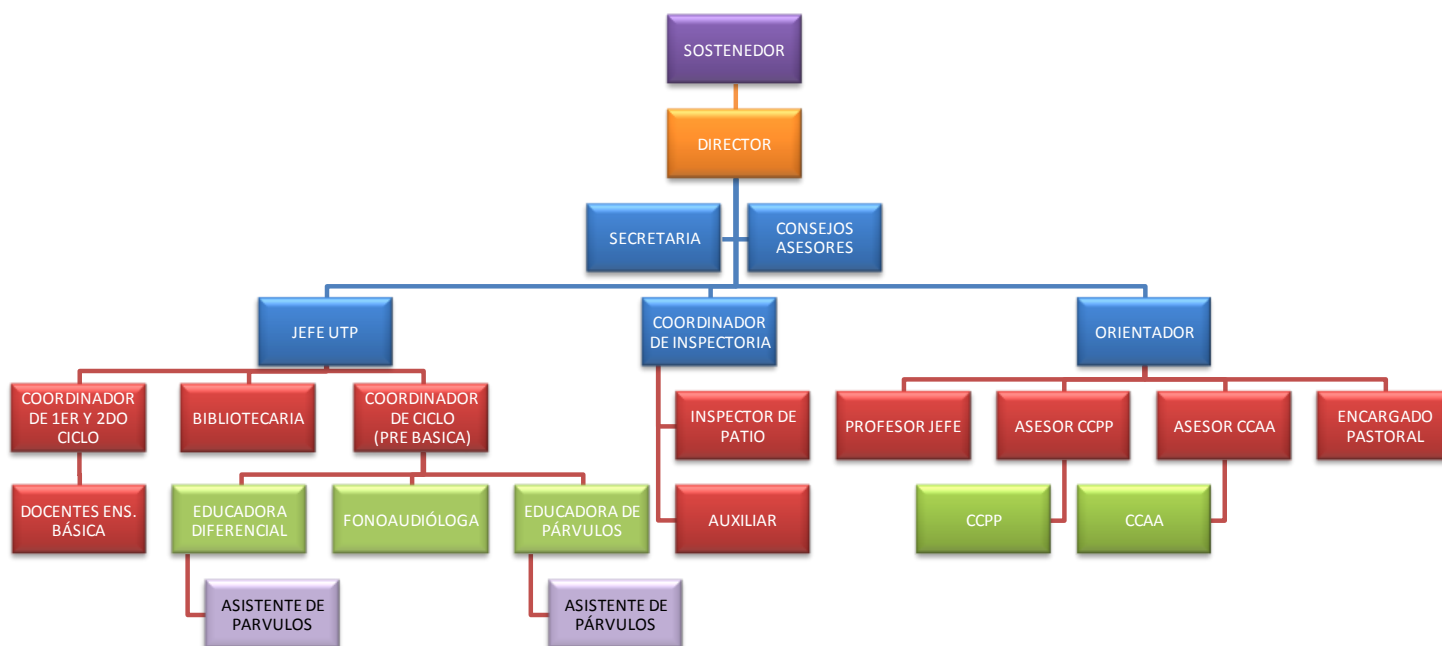 SOSTENEDOR
DIRECTOR
SECRETARIA
CONSEJOS
ASESORES
JEFE UTP
COORDINADOR
DE INSPECTORIA
ORIENTADOR
COORDINADOR
DE 1ER Y 2DO
CICLO
BIBLIOTECARIA
COORDINADOR
DE CICLO
(PRE BASICA)
INSPECTOR DE
PATIO
PROFESOR JEFE
ASESOR CCPP
ASESOR CCAA
ENCARGADO
PASTORAL
DOCENTES ENS.
BÁSICA
EDUCADORA
DIFERENCIAL
FONOAUDIÓLOGA
EDUCADORA DE
PÁRVULOS
AUXILIAR
CCPP
CCAA
ASISTENTE DE
PARVULOS
ASISTENTE DE
PÁRVULOS